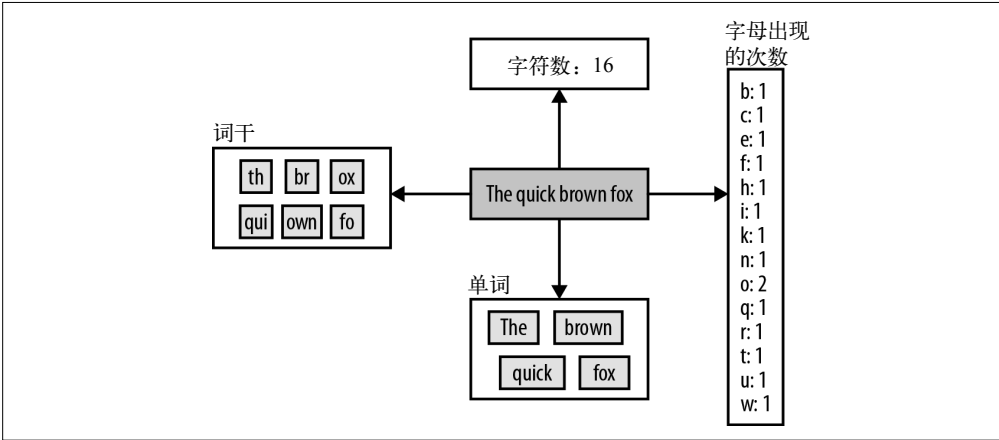 字符数：16
字母出现
的次数
b: 1
c: 1
e: 1
f: 1
h: 1
i: 1
k: 1
n: 1
o: 2
q: 1
r: 1
t: 1
u: 1
w: 1
词干
th br ox
qui own fo
The quick brown fox
单词
The brown
quick fox